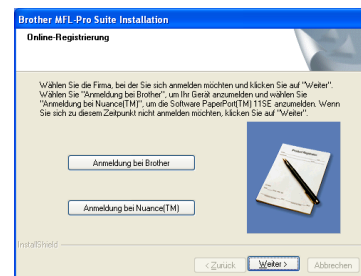 Brother MFL-Pro Suite Installation
Online-Registrierung
Wählen Sie die Firma, bei der Sie sich anmelden möchten und klicken Sie auf "Weiter".
Wählen Sie "Anmeldung bei Brother", um Ihr Gerät anzumelden und wählen Sie
"Anmeldung bei Nuance(TM)", um die Software PaperPort(TM) 11SE anzumelden. Wenn
Sie sich zu diesem Zeitpunkt nicht anmelden möchten, klicken Sie auf "Weiter".
Anmeldung bei Brother
Anmeldung bei Nuance(TM)
InstallShield
< Zurück
Weiter >
Abbrechen